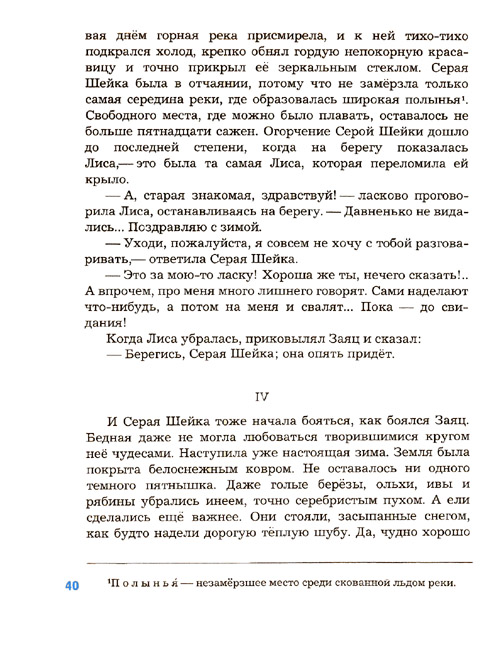 вая днём горная река присмирела, и к ней тихо-тихо
подкрался холод, крепко обнял гордую непокорную краса-
вицу и точно прикрыл её зеркальным стеклом. Серая
Шейка была в отчаянии, потому что не замёрзла только
самая середина реки, где образовалась широкая полынья¹.
Свободного места, где можно было плавать, оставалось не
больше пятнадцати сажен. Огорчение Серой Шейки дошло
до последней степени, когда на берегу показалась
Лиса,— это была та самая Лиса, которая переломила ей
крыло.
— А, старая знакомая, здравствуй! — ласково прогово-
рила Лиса, останавливаясь на берегу. — Давненько не вида-
лись... Поздравляю с зимой.
— Уходи, пожалуйста, я совсем не хочу с тобой разгова-
ривать,— ответила Серая Шейка.
— Это за мою-то ласку! Хороша же ты, нечего сказать!..
А впрочем, про меня много лишнего говорят. Сами наделают
что-нибудь, а потом на меня и свалят... Пока — до сви-
дания!
Когда Лиса убралась, приковылял Заяц и сказал:
— Берегись, Серая Шейка; она опять придёт.
IV
И Серая Шейка тоже начала бояться, как боялся Заяц.
Бедная даже не могла любоваться творившимися кругом
неё чудесами. Наступила уже настоящая зима. Земля была
покрыта белоснежным ковром. Не оставалось ни одного
темного пятнышка. Даже голые берёзы, ольхи, ивы и
рябины убрались инеем, точно серебристым пухом. А ели
сделались ещё важнее. Они стояли, засыпанные снегом,
как будто надели дорогую тёплую шубу. Да, чудно хорошо
¹Полынья́ — незамёрзшее место среди скованной льдом реки.
40